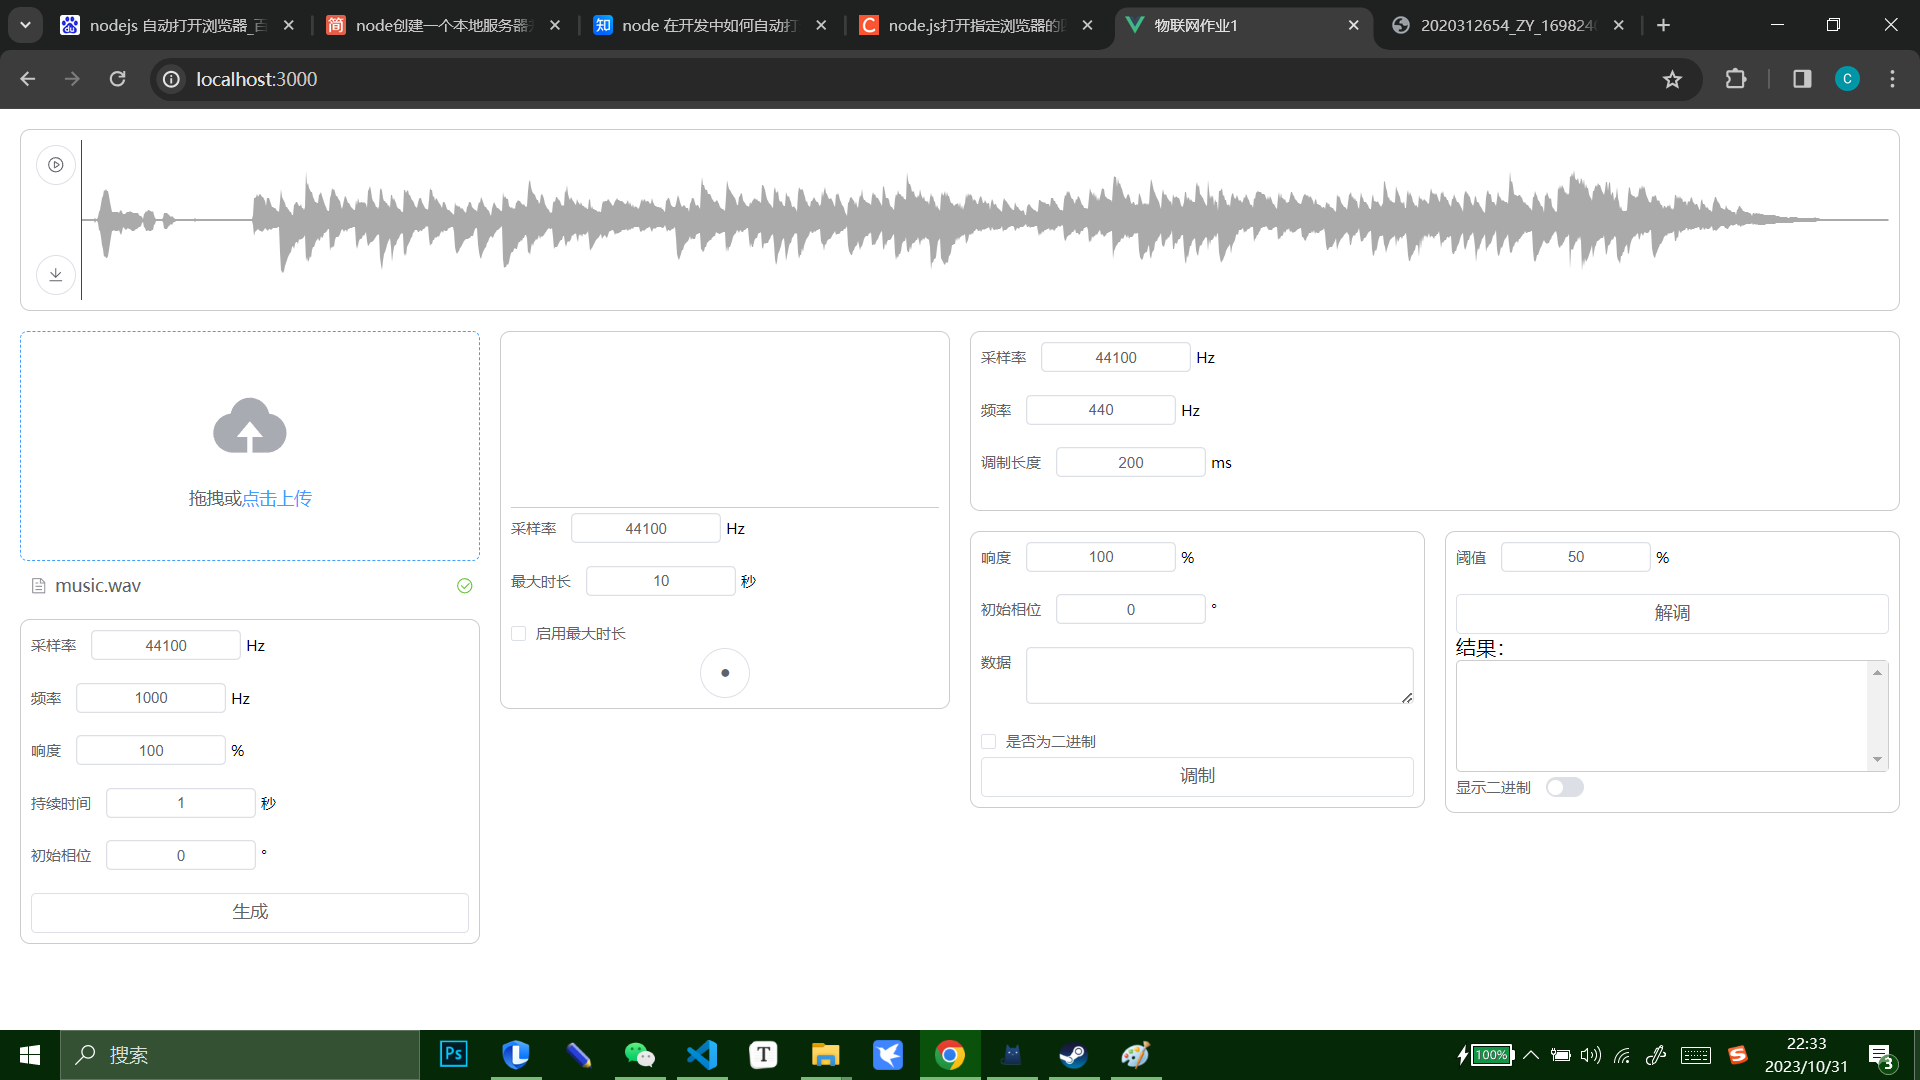 nodejs 自动打开浏览器_百
node创建一个本地服务器
node 在开发中如何自动打
node.js打开指定浏览器的
物联网作业1
2020312654_ZY_169824
localhost:3000
C
拖拽或点击上传
music.wav
采样率 44100 Hz
频率 1000 Hz
响度 100 %
持续时间 1 秒
初始相位 0 °
生成
采样率 44100 Hz
最大时长 10 秒
启用最大时长
采样率 44100 Hz
频率 440 Hz
调制长度 200 ms
响度 100 %
初始相位 0 °
数据
是否为二进制
调制
阈值 50 %
解调
结果:
显示二进制
搜索
Ps
T
100%
22:33
2023/10/31
3